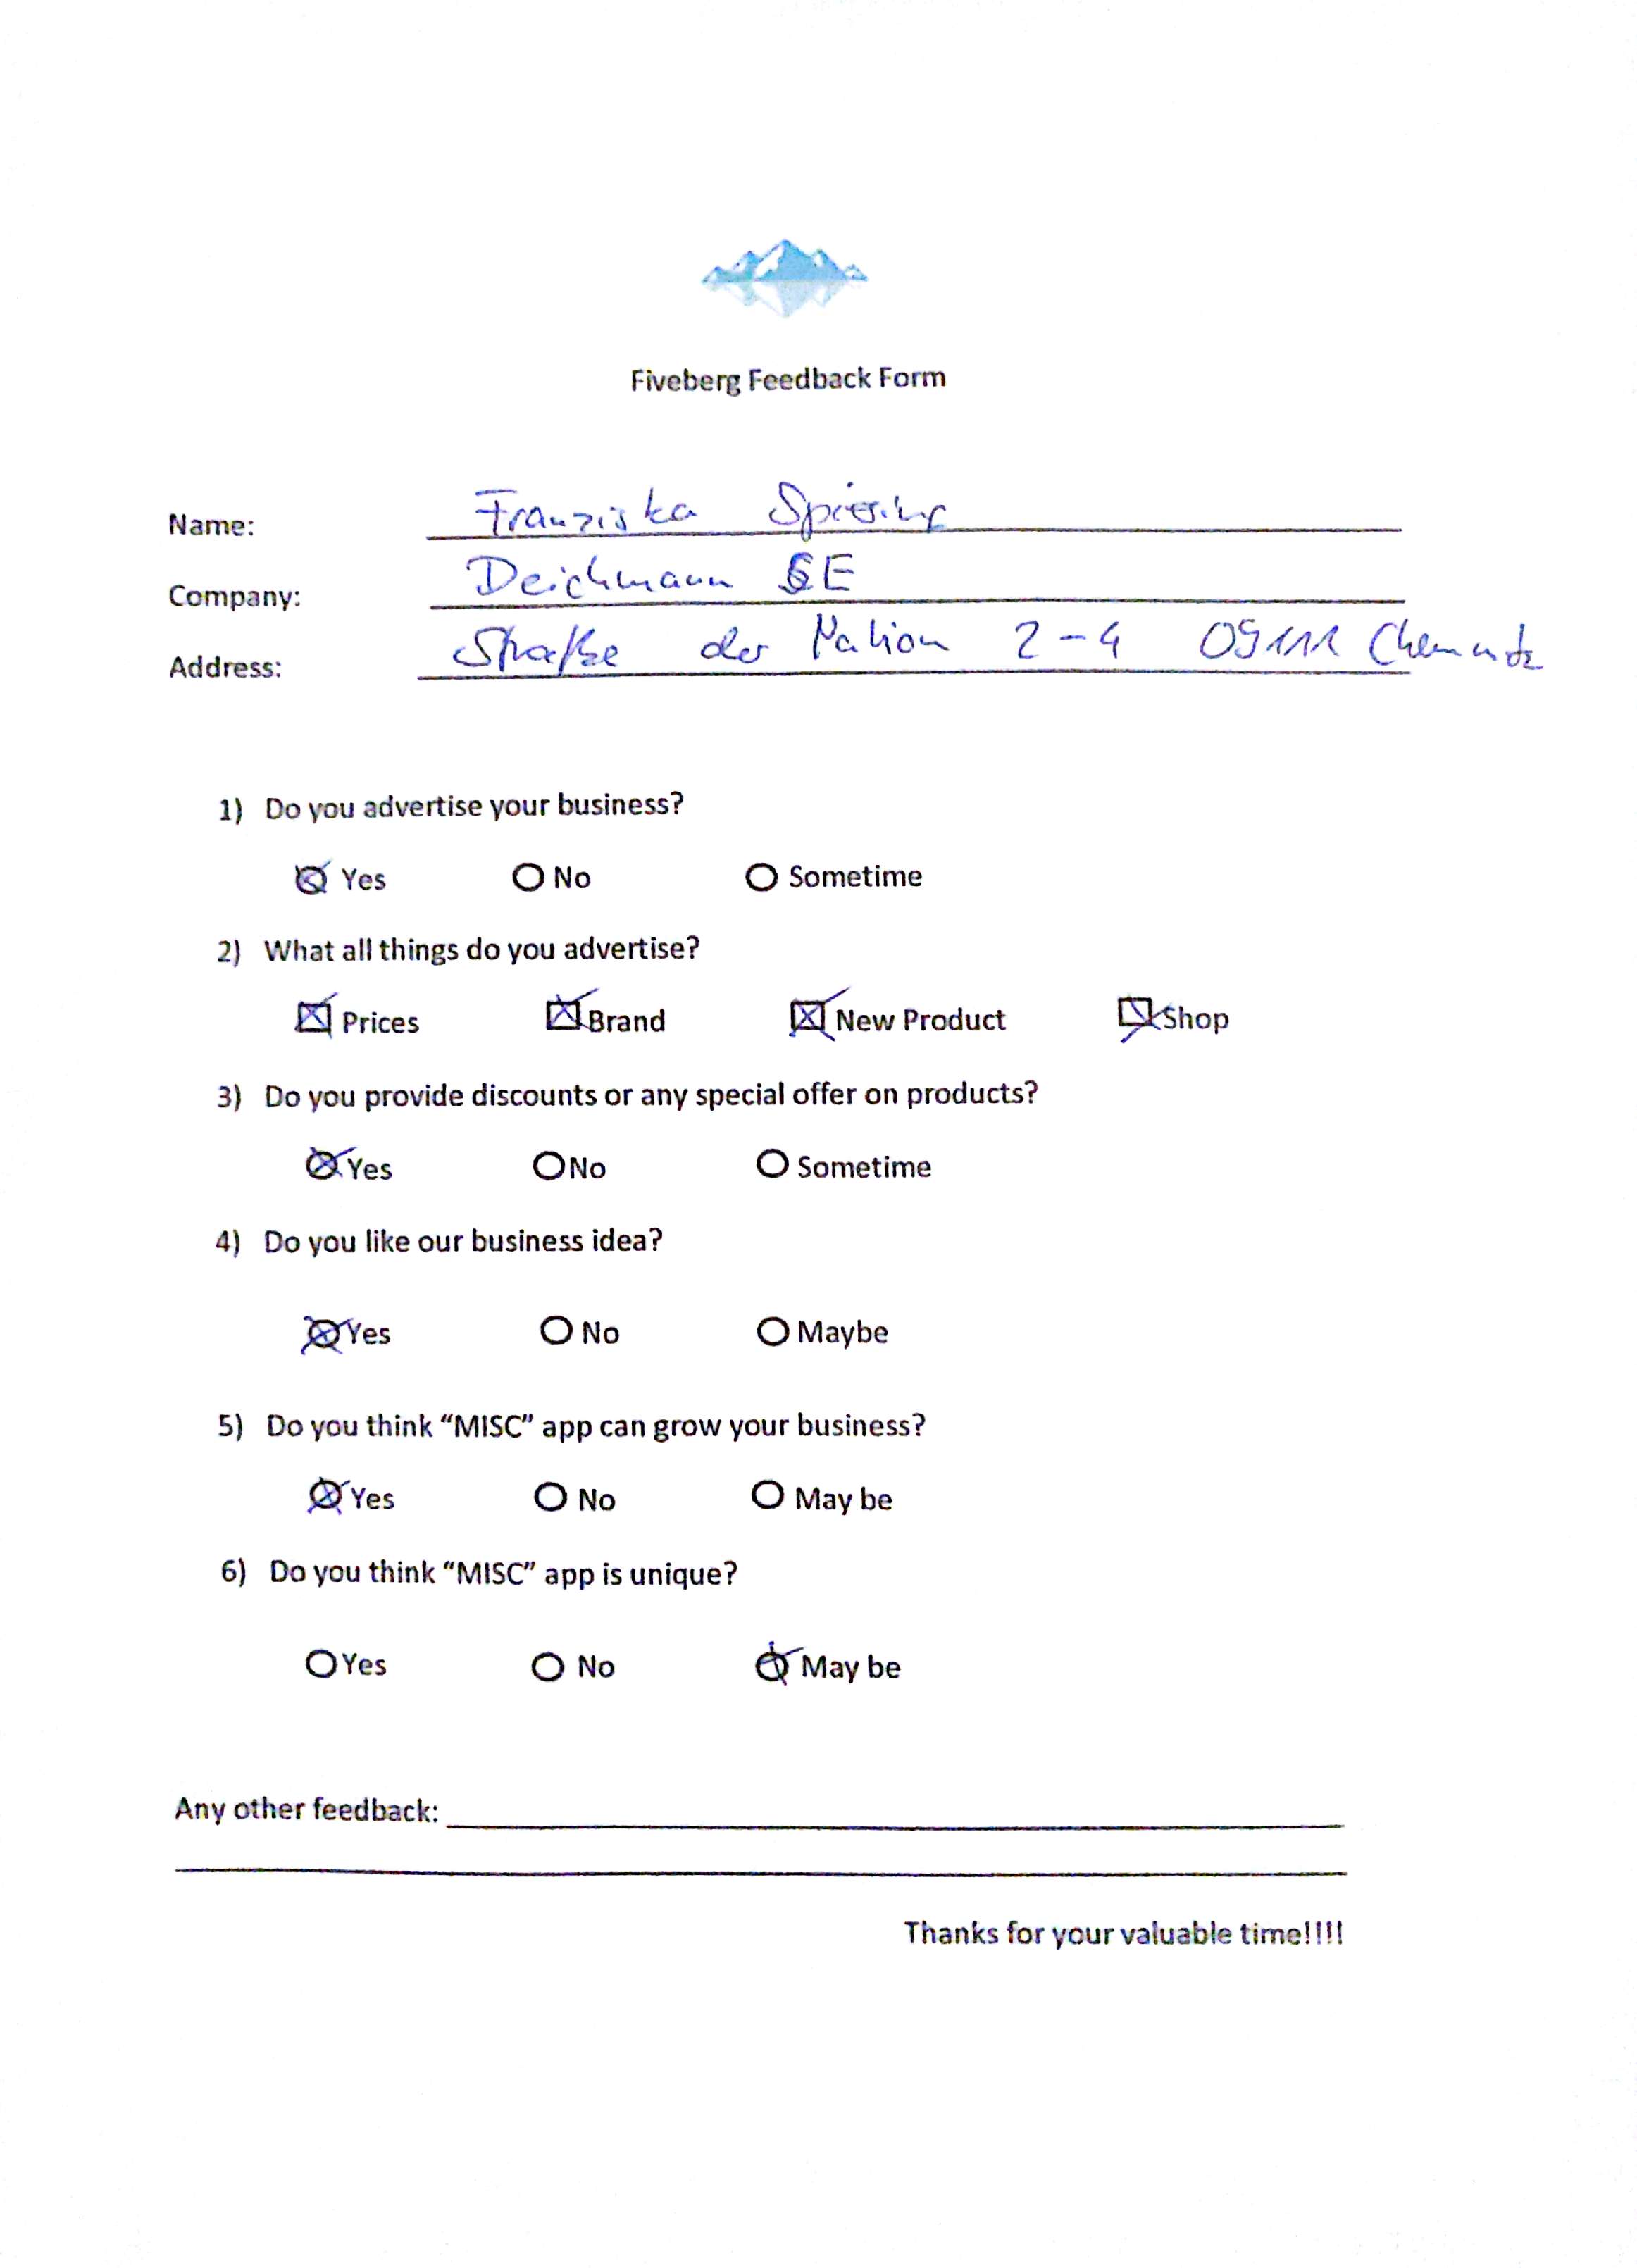 Fiveberg Feedback Form
Name: Franziska
Company: Deichmann SE
Address: Straße der Nation 2-4 09111 Chemnitz
1) Do you advertise your business?
Yes No Sometime
2) What all things do you advertise?
Prices Brand New Product Shop
3) Do you provide discounts or any special offer on products?
Yes No Sometime
4) Do you like our business idea?
Yes No Maybe
5) Do you think “MISC” app can grow your business?
Yes No May be
6) Do you think “MISC” app is unique?
Yes No May be
Any other feedback:
Thanks for your valuable time!!!!